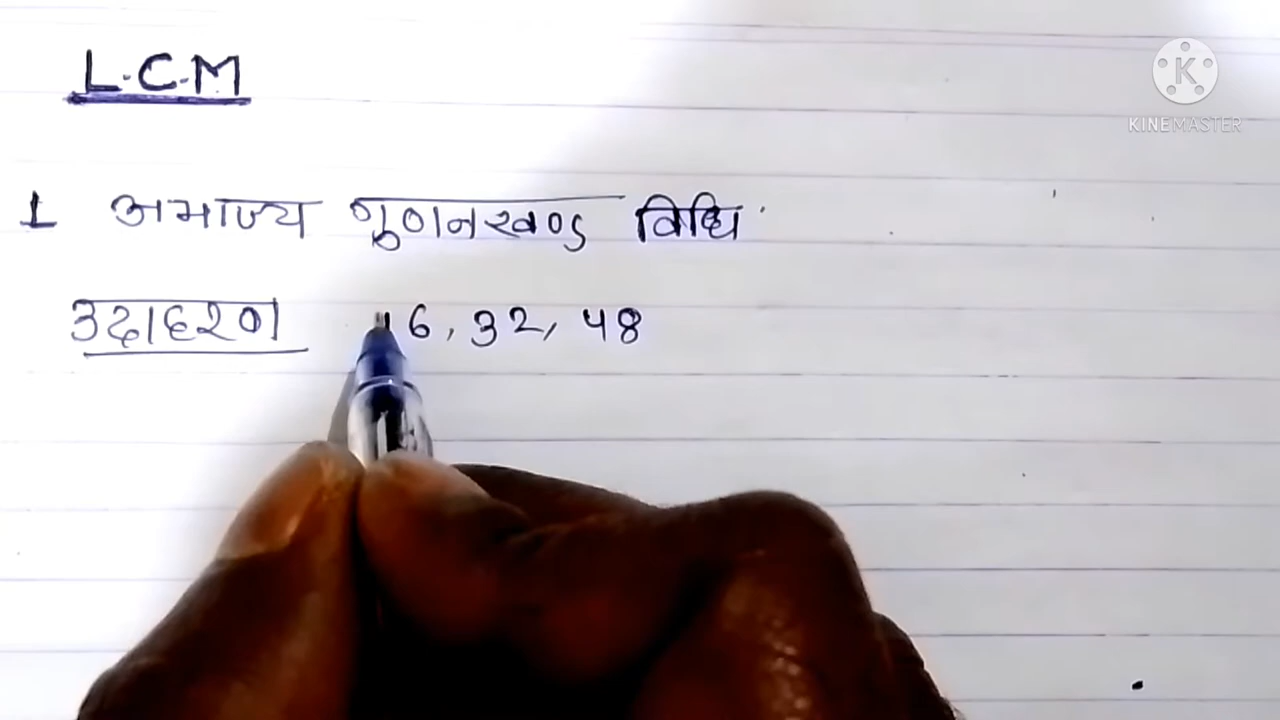 L.C.M
K
KINEMASTER
1 अभाज्य गुणनखण्ड विधि
उदाहरण 16, 32, 48